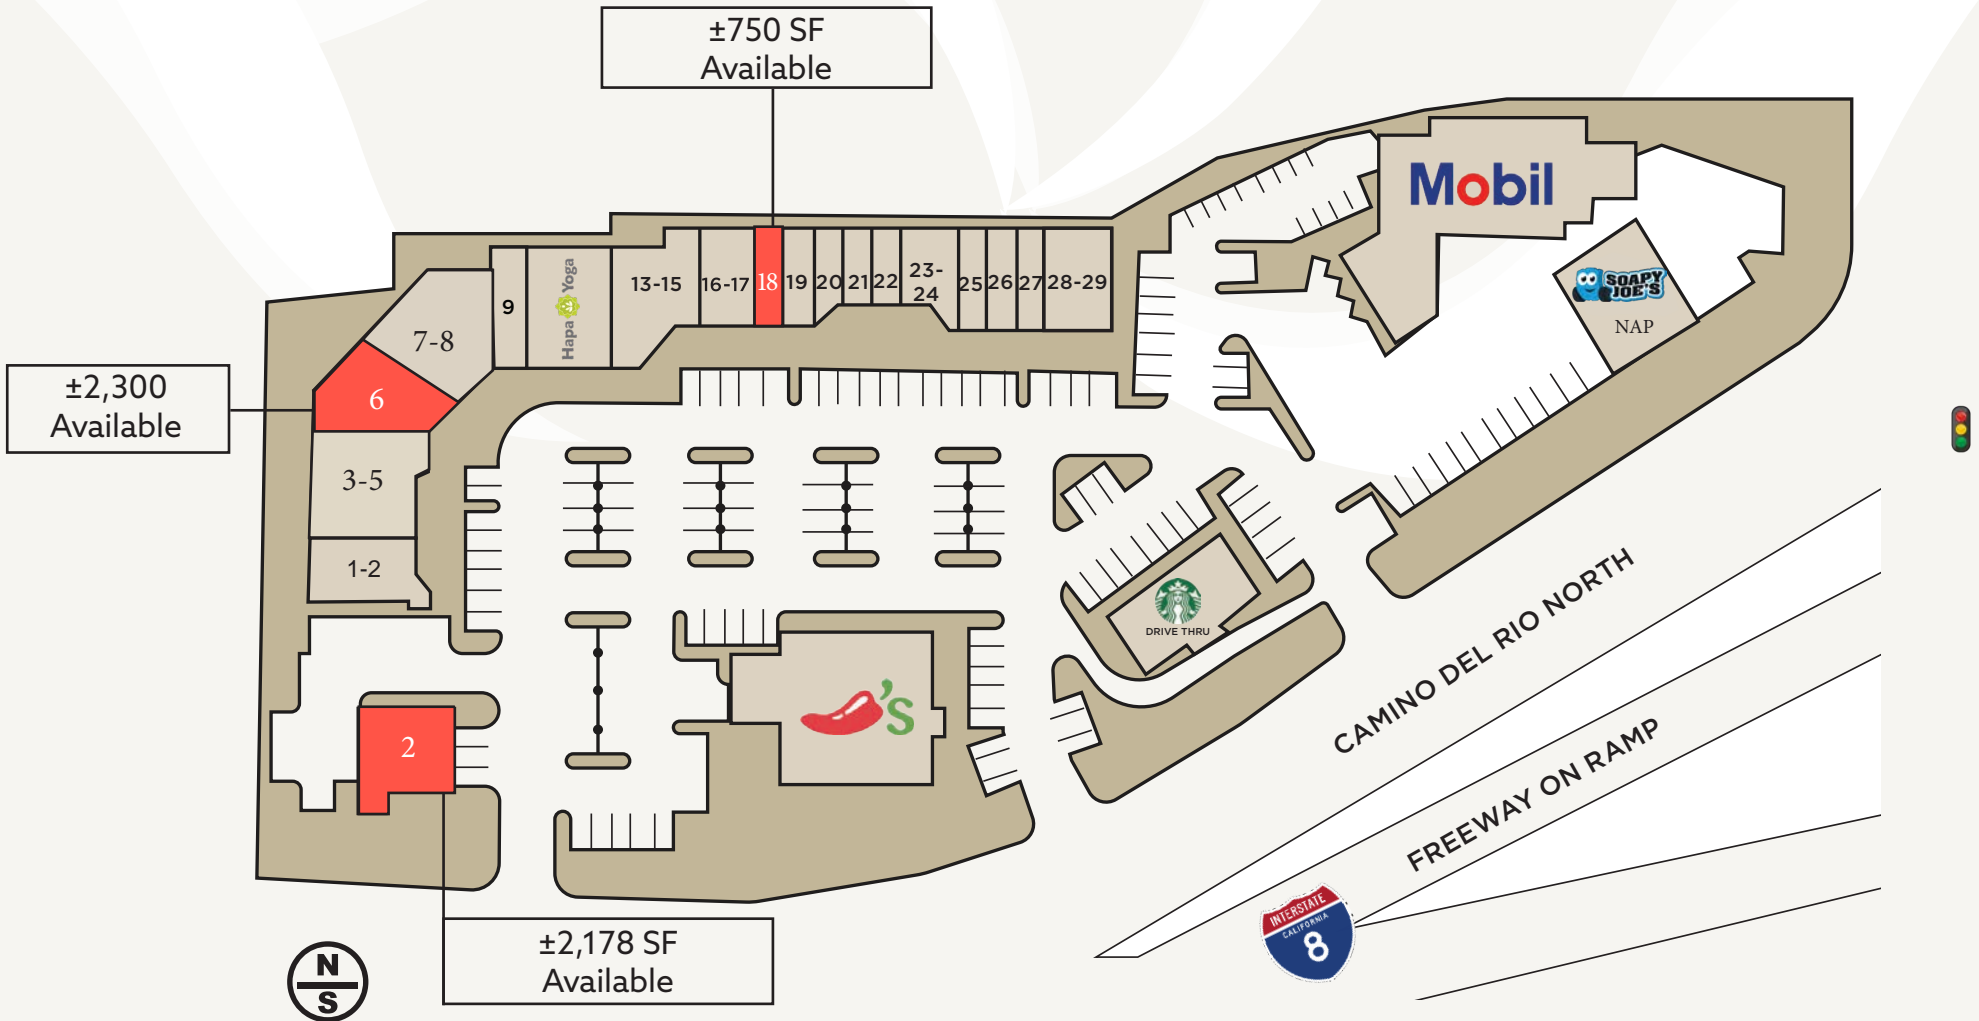 ±750 SF
Available
Mobil
SOAPY
JOE'S
NAP
9
Hapa Yoga
13-15
16-17
18
19
20
21
22
23-
24
25
26
27
28-29
7-8
6
±2,300
Available
3-5
1-2
DRIVE THRU
'S
2
CAMINO DEL RIO NORTH
FREEWAY ON RAMP
INTERSTATE
CALIFORNIA
8
±2,178 SF
Available
N
S